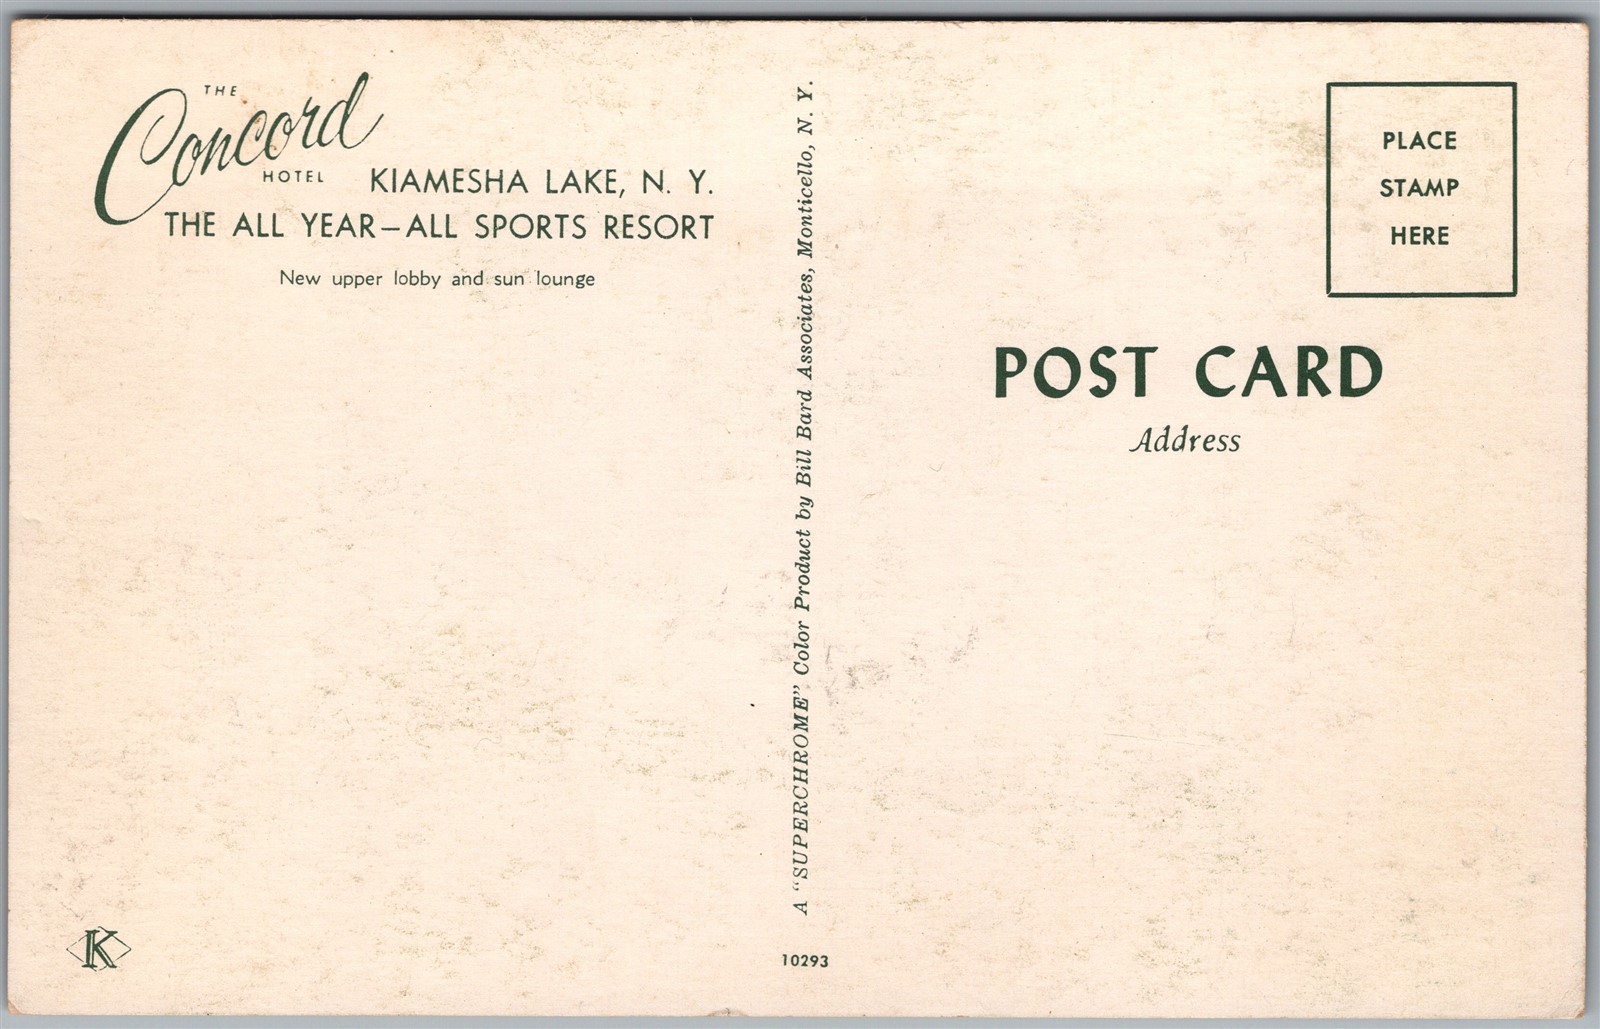 THE
Concord
HOTEL
KIAMESHA LAKE, N. Y.
THE ALL YEAR—ALL SPORTS RESORT
New upper lobby and sun lounge
K
A "SUPERCHROME" Color Product by Bill Bard Associates, Monticello, N. Y.
10293
PLACE
STAMP
HERE
POST CARD
Address